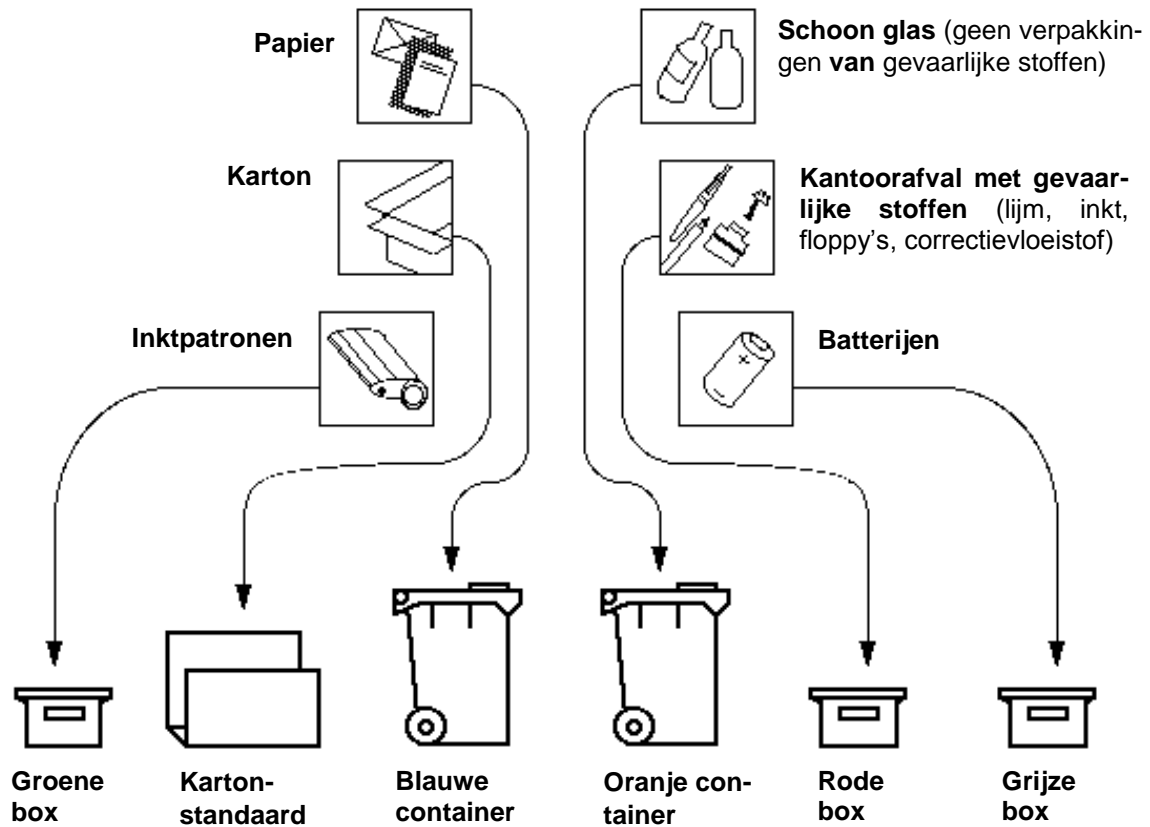 Papier
Schoon glas (geen verpakkin-
gen van gevaarlijke stoffen)
Karton
Kantoorafval met gevaar-
lijke stoffen (lijm, inkt,
floppy's, correctievloeistof)
Inktpatronen
Batterijen
Groene
box
Karton-
standaard
Blauwe
container
Oranje con-
tainer
Rode
box
Grijze
box